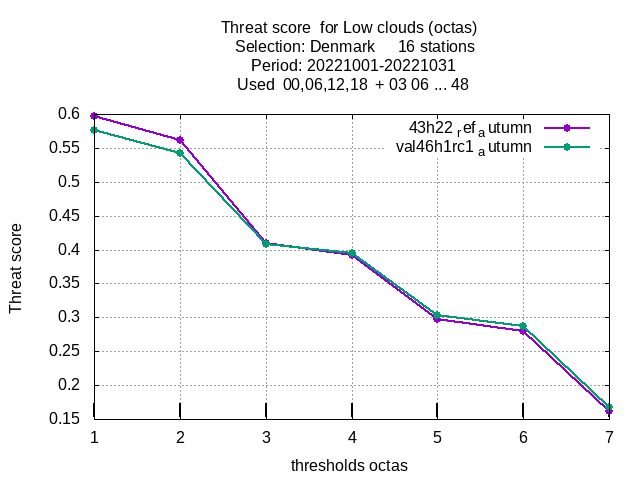 Threat score for Low clouds (octas)
Selection: Denmark 16 stations
Period: 20221001-20221031
Used 00,06,12,18 + 03 06 ... 48
0.6
43h22 refautumn
0.55
val46h1rc1 autumn
0.5
0.45
0.4
0.35
0.3
0.25
0.2
0.15
Threat score
1 2 3 4 5 6 7
thresholds octas